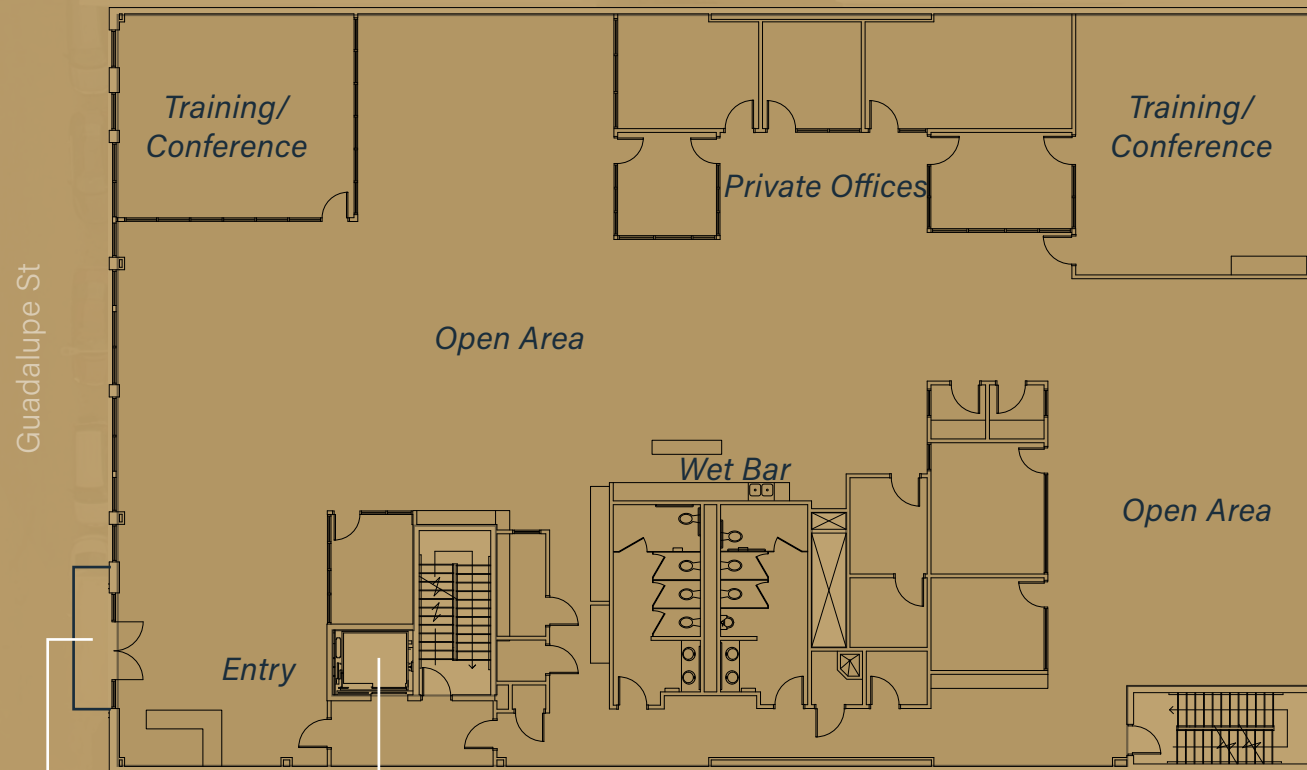 Training/
Conference
Training/
Conference
Private Offices
Guadalupe St
Open Area
Wet Bar
Open Area
Entry